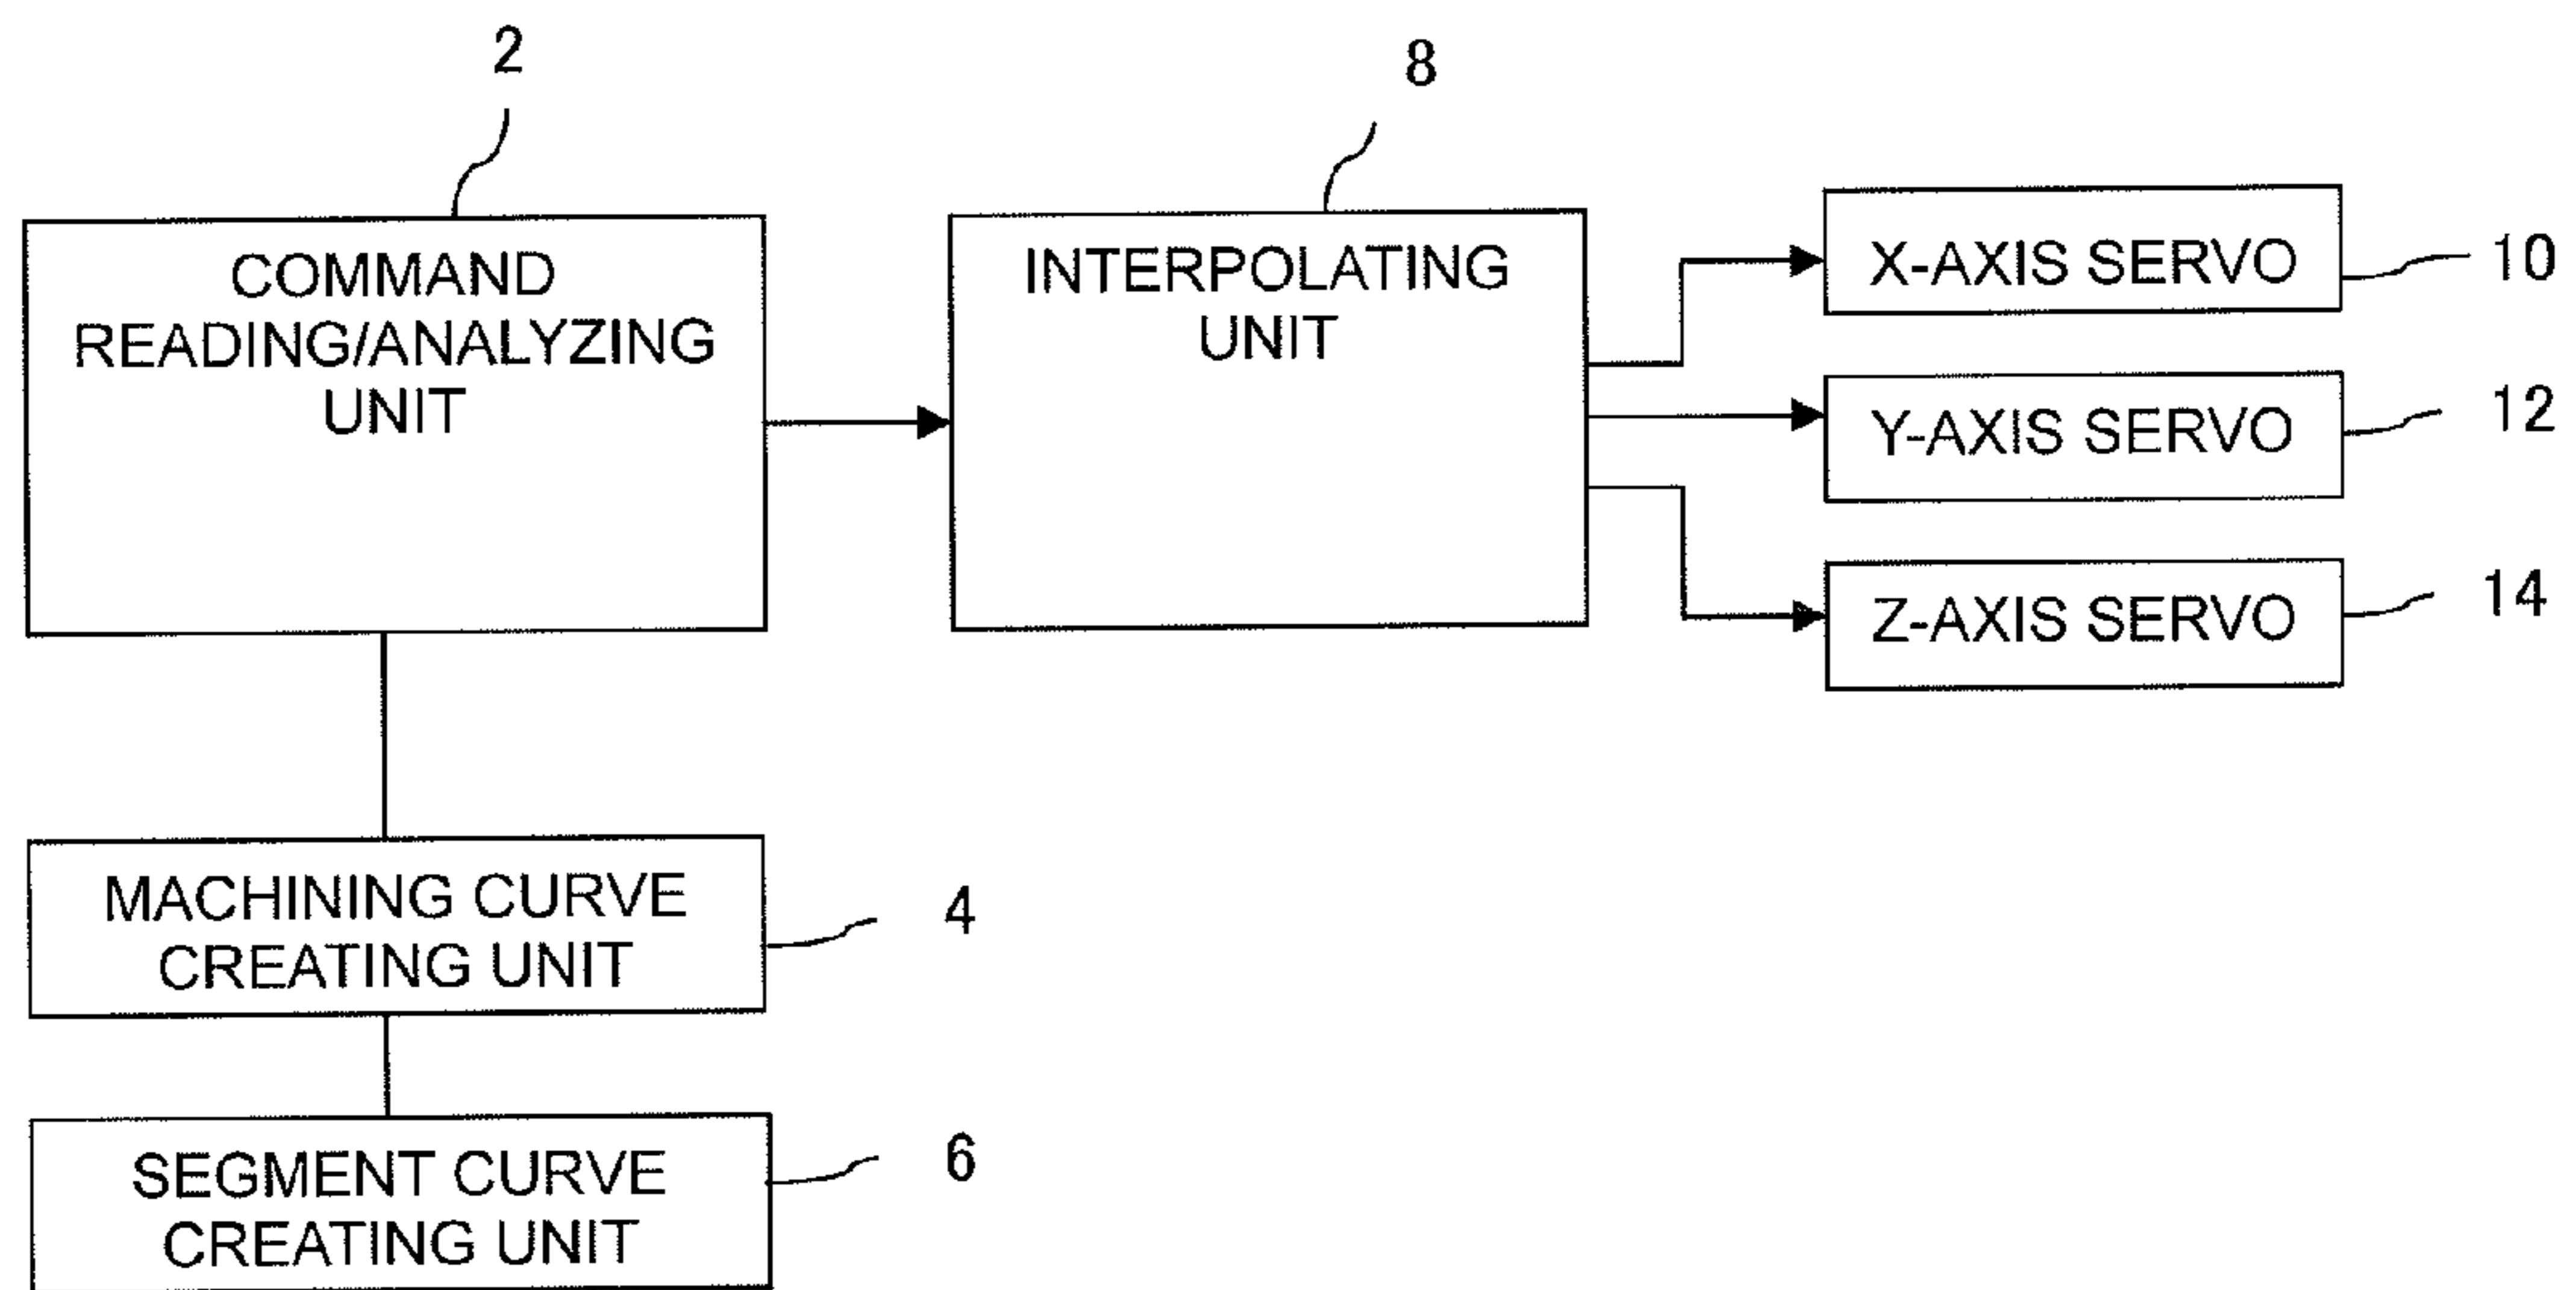 2
8
COMMAND
READING/ANALYZING
UNIT
INTERPOLATING
UNIT
X-AXIS SERVO
10
Y-AXIS SERVO
12
Z-AXIS SERVO
14
MACHINING CURVE
CREATING UNIT
4
SEGMENT CURVE
CREATING UNIT
6